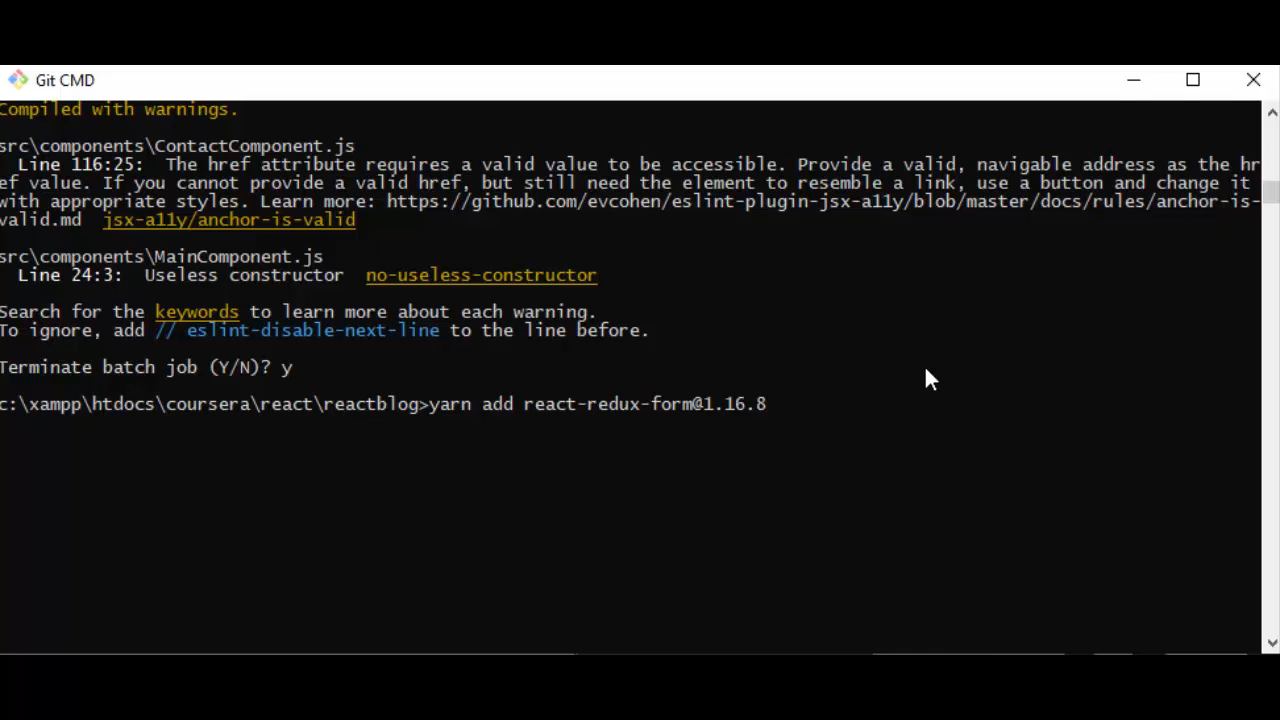 Git CMD
Compiled with warnings.
src\components\ContactComponent.js
Line 116:25:  The href attribute requires a valid value to be accessible. Provide a valid, navigable address as the hr
ef value. If you cannot provide a valid href, but still need the element to resemble a link, use a button and change it
with appropriate styles. Learn more: https://github.com/evcohen/eslint-plugin-jsx-a11y/blob/master/docs/rules/anchor-is-
valid.md  jsx-a11y/anchor-is-valid
src\components\MainComponent.js
Line 24:3:  Useless constructor  no-useless-constructor
Search for the keywords to learn more about each warning.
To ignore, add // eslint-disable-next-line to the line before.
Terminate batch job (Y/N)? y
c:\xampp\htdocs\coursera\react\reactblog>yarn add react-redux-form@1.16.8